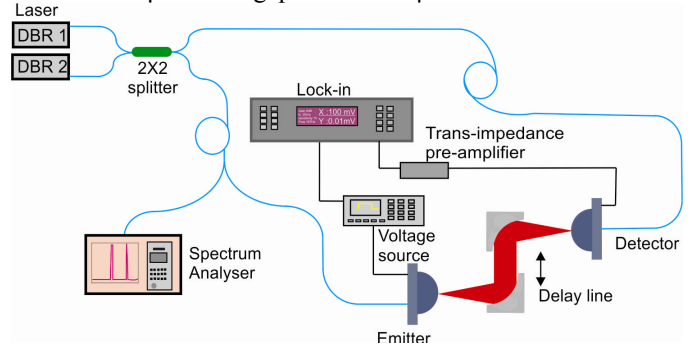 Laser
DBR 1
DBR 2
2X2
splitter
Lock-in
X :100 mV
Y :0.01mV
Trans-impedance
pre-amplifier
Voltage
source
Spectrum
Analyser
Detector
Delay line
Emitter